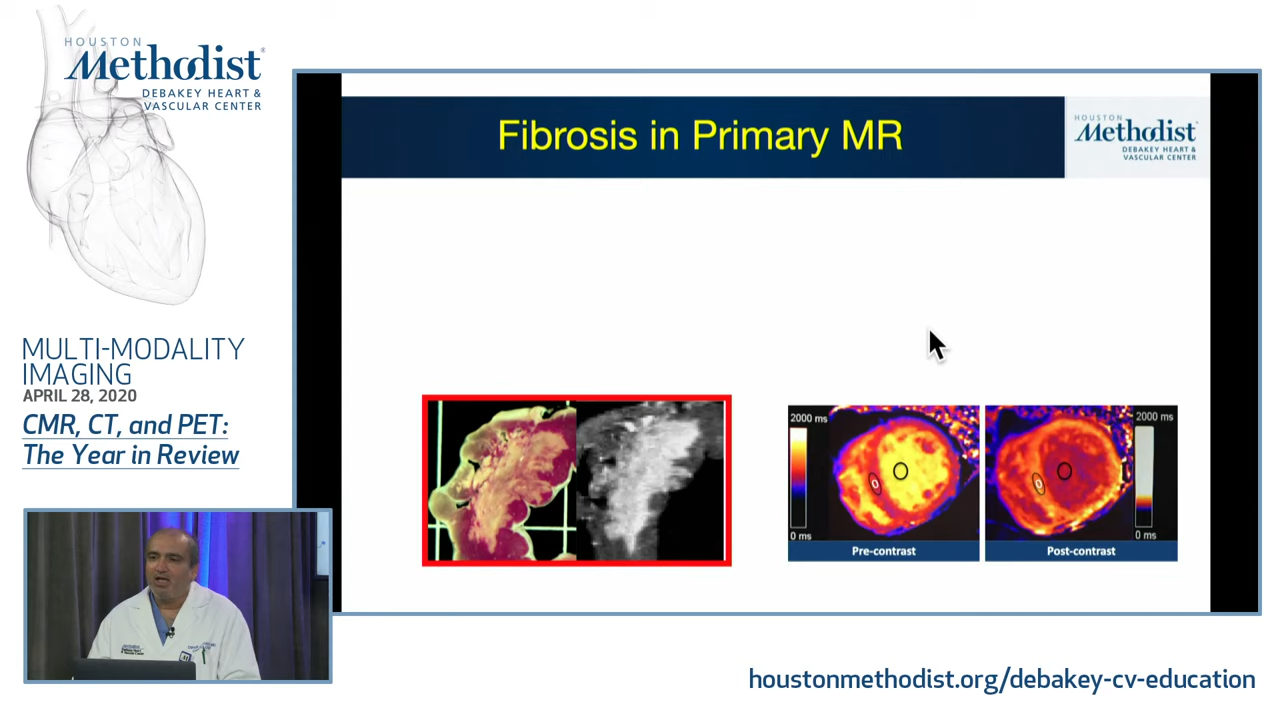 HOUSTON
Methodist
DEBAKEY HEART &
VASCULAR CENTER
MULTI-MODALITY
IMAGING
APRIL 28, 2020
CMR, CT, and PET:
The Year in Review
Fibrosis in Primary MR
HOUSTON
Methodist
DEBAKEY HEART &
VASCULAR CENTER
2000 ms
0 ms
Pre-contrast
2000 ms
0 ms
Post-contrast
houstonmethodist.org/debakey-cv-education